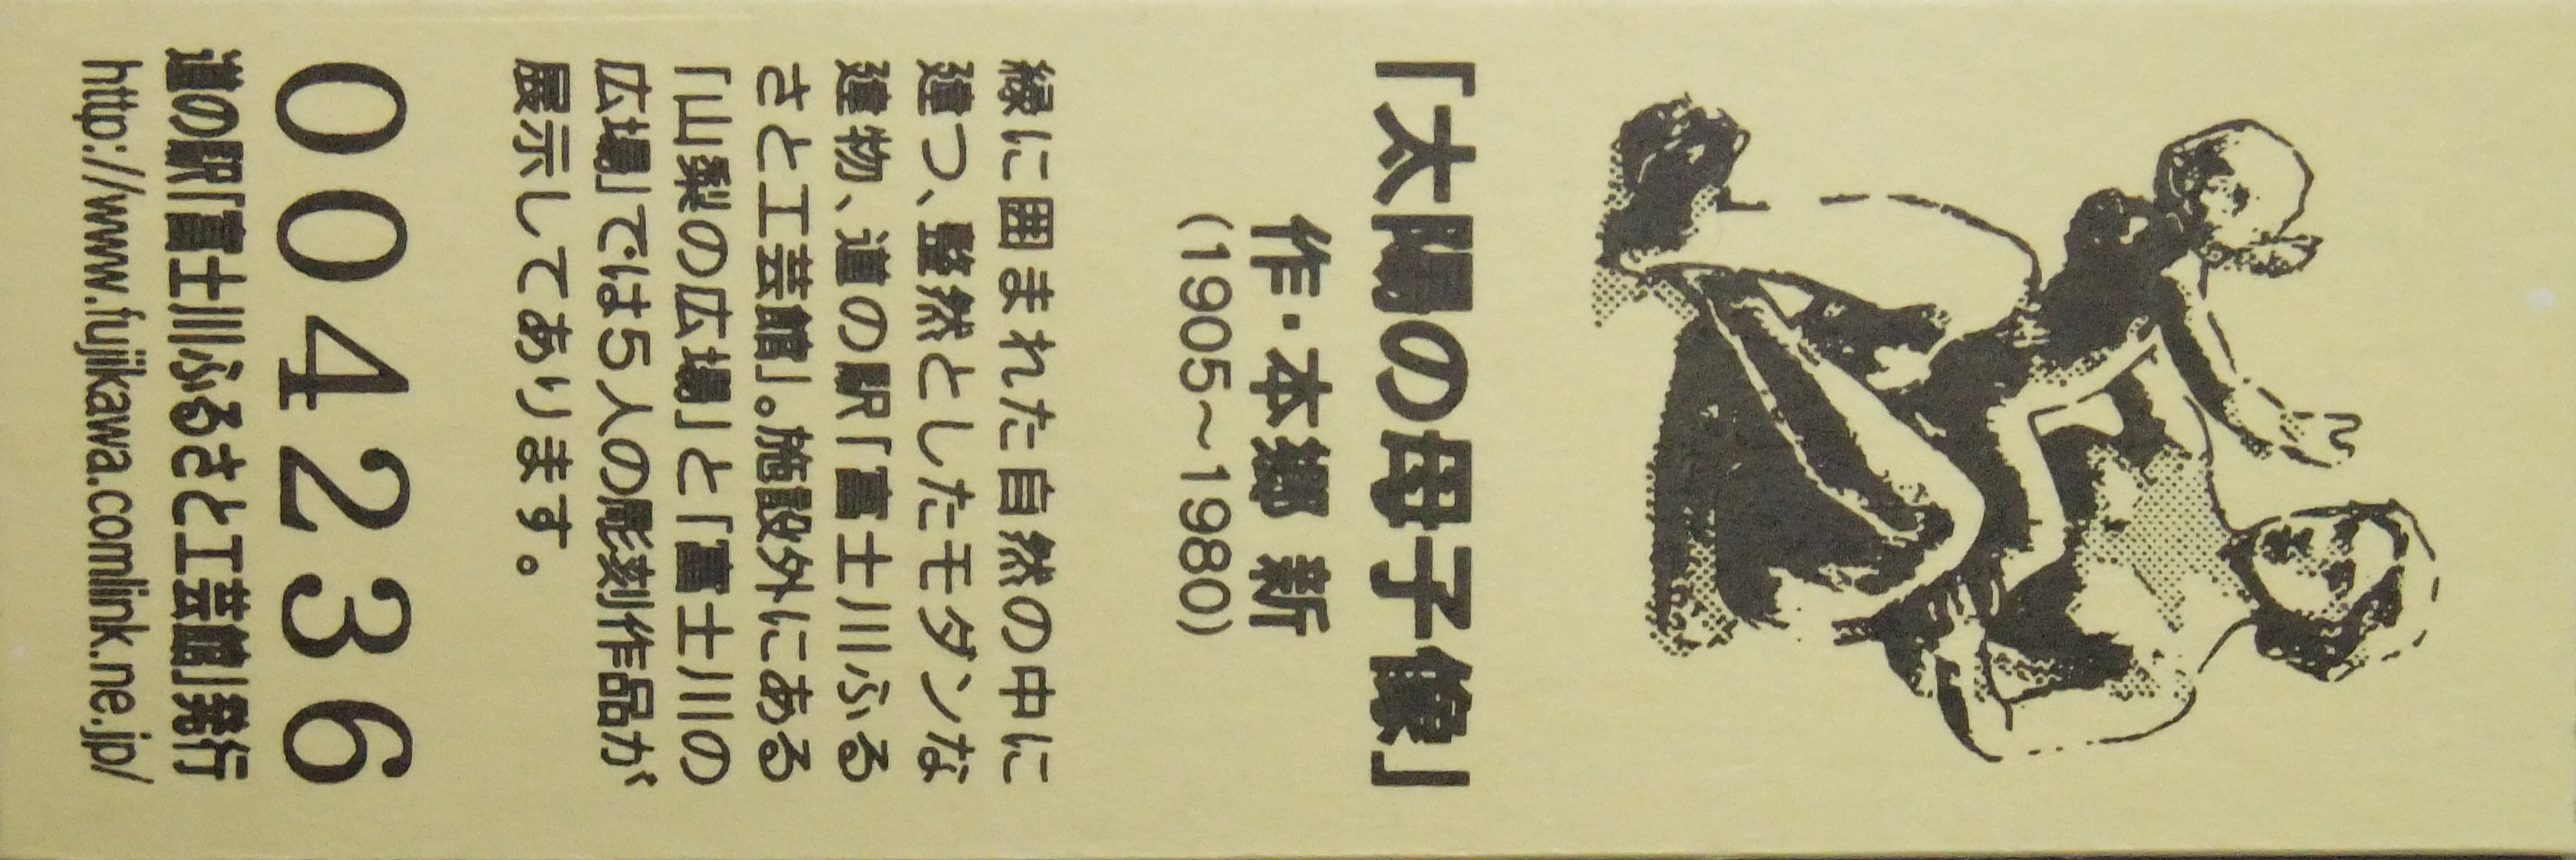 「太陽の母子像」
作・本郷 新
(1905～1980)
緑に囲まれた自然の中に
建つ、整然としたモダンな
建物、道の駅「富士川ふる
さと工芸館」。施設外にある
「山梨の広場」と「富士川の
広場」では5人の彫刻作品が
展示してあります。
004236
道の駅「富士川ふるさと工芸館」発行
http://www.fujikawa.comlink.ne.jp/